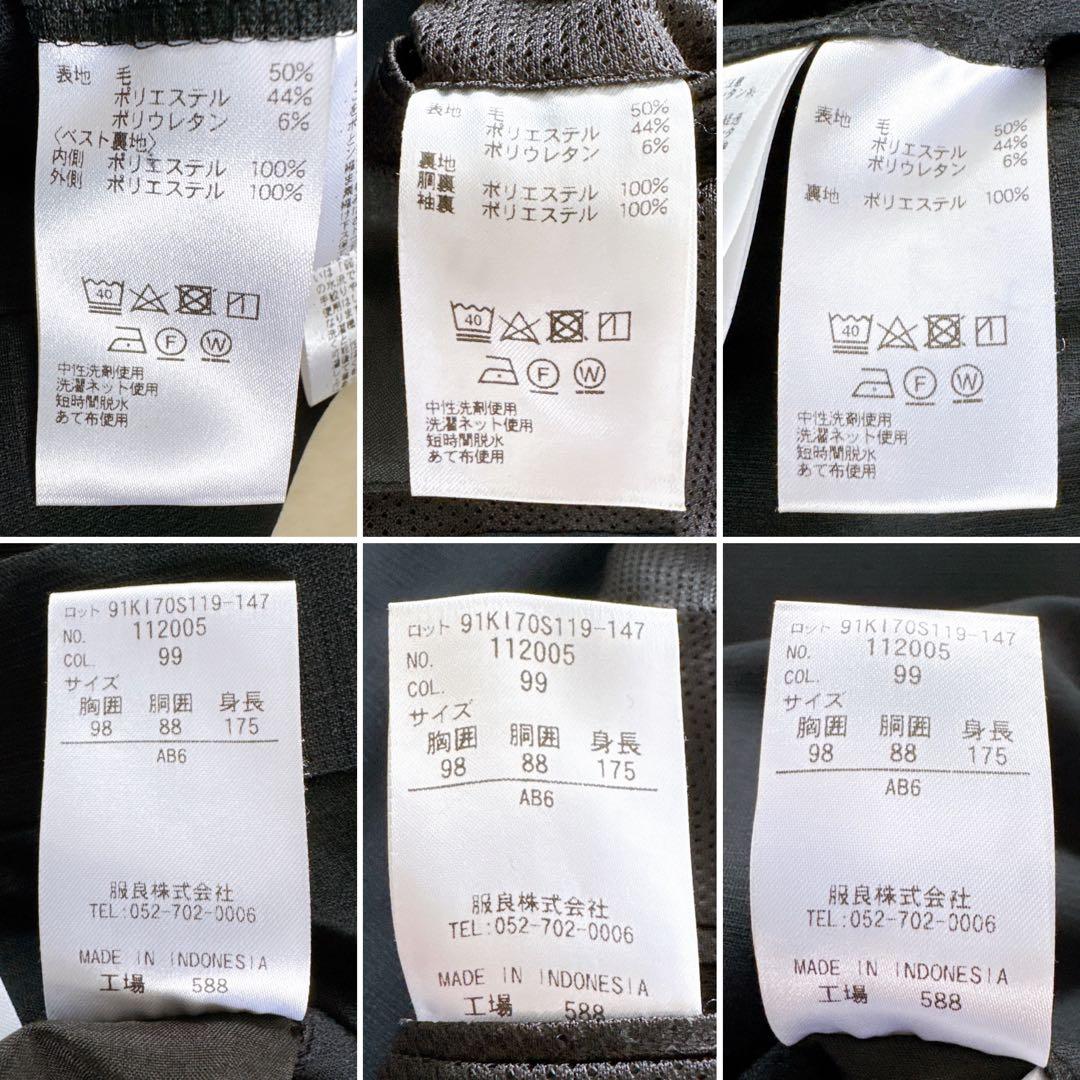 表地 毛 50%
ポリエステル 44%
ポリウレタン 6%
〈ベスト裏地〉
内側 ポリエステル 100%
外側 ポリエステル 100%
40
F W
中性洗剤使用
洗濯ネット使用
短時間脱水
あて布使用
表地 毛 50%
ポリエステル 44%
ポリウレタン 6%
裏地
胴裏 ポリエステル 100%
袖裏 ポリエステル 100%
40
F W
中性洗剤使用
洗濯ネット使用
短時間脱水
あて布使用
表地 毛 50%
ポリエステル 44%
ポリウレタン 6%
裏地 ポリエステル 100%
40
F W
中性洗剤使用
洗濯ネット使用
短時間脱水
あて布使用
ロット 91KI70S119-147
NO. 112005
COL. 99
サイズ
胸囲 胴囲 身長
98 88 175
AB6
服良株式会社
TEL:052-702-0006
MADE IN INDONESIA
工場 588
ロット 91KI70S119-147
NO. 112005
COL. 99
サイズ
胸囲 胴囲 身長
98 88 175
AB6
服良株式会社
TEL:052-702-0006
MADE IN INDONESIA
工場 588
ロット 91KI70S119-147
NO. 112005
COL. 99
サイズ
胸囲 胴囲 身長
98 88 175
AB6
服良株式会社
TEL:052-702-0006
MADE IN INDONESIA
工場 588